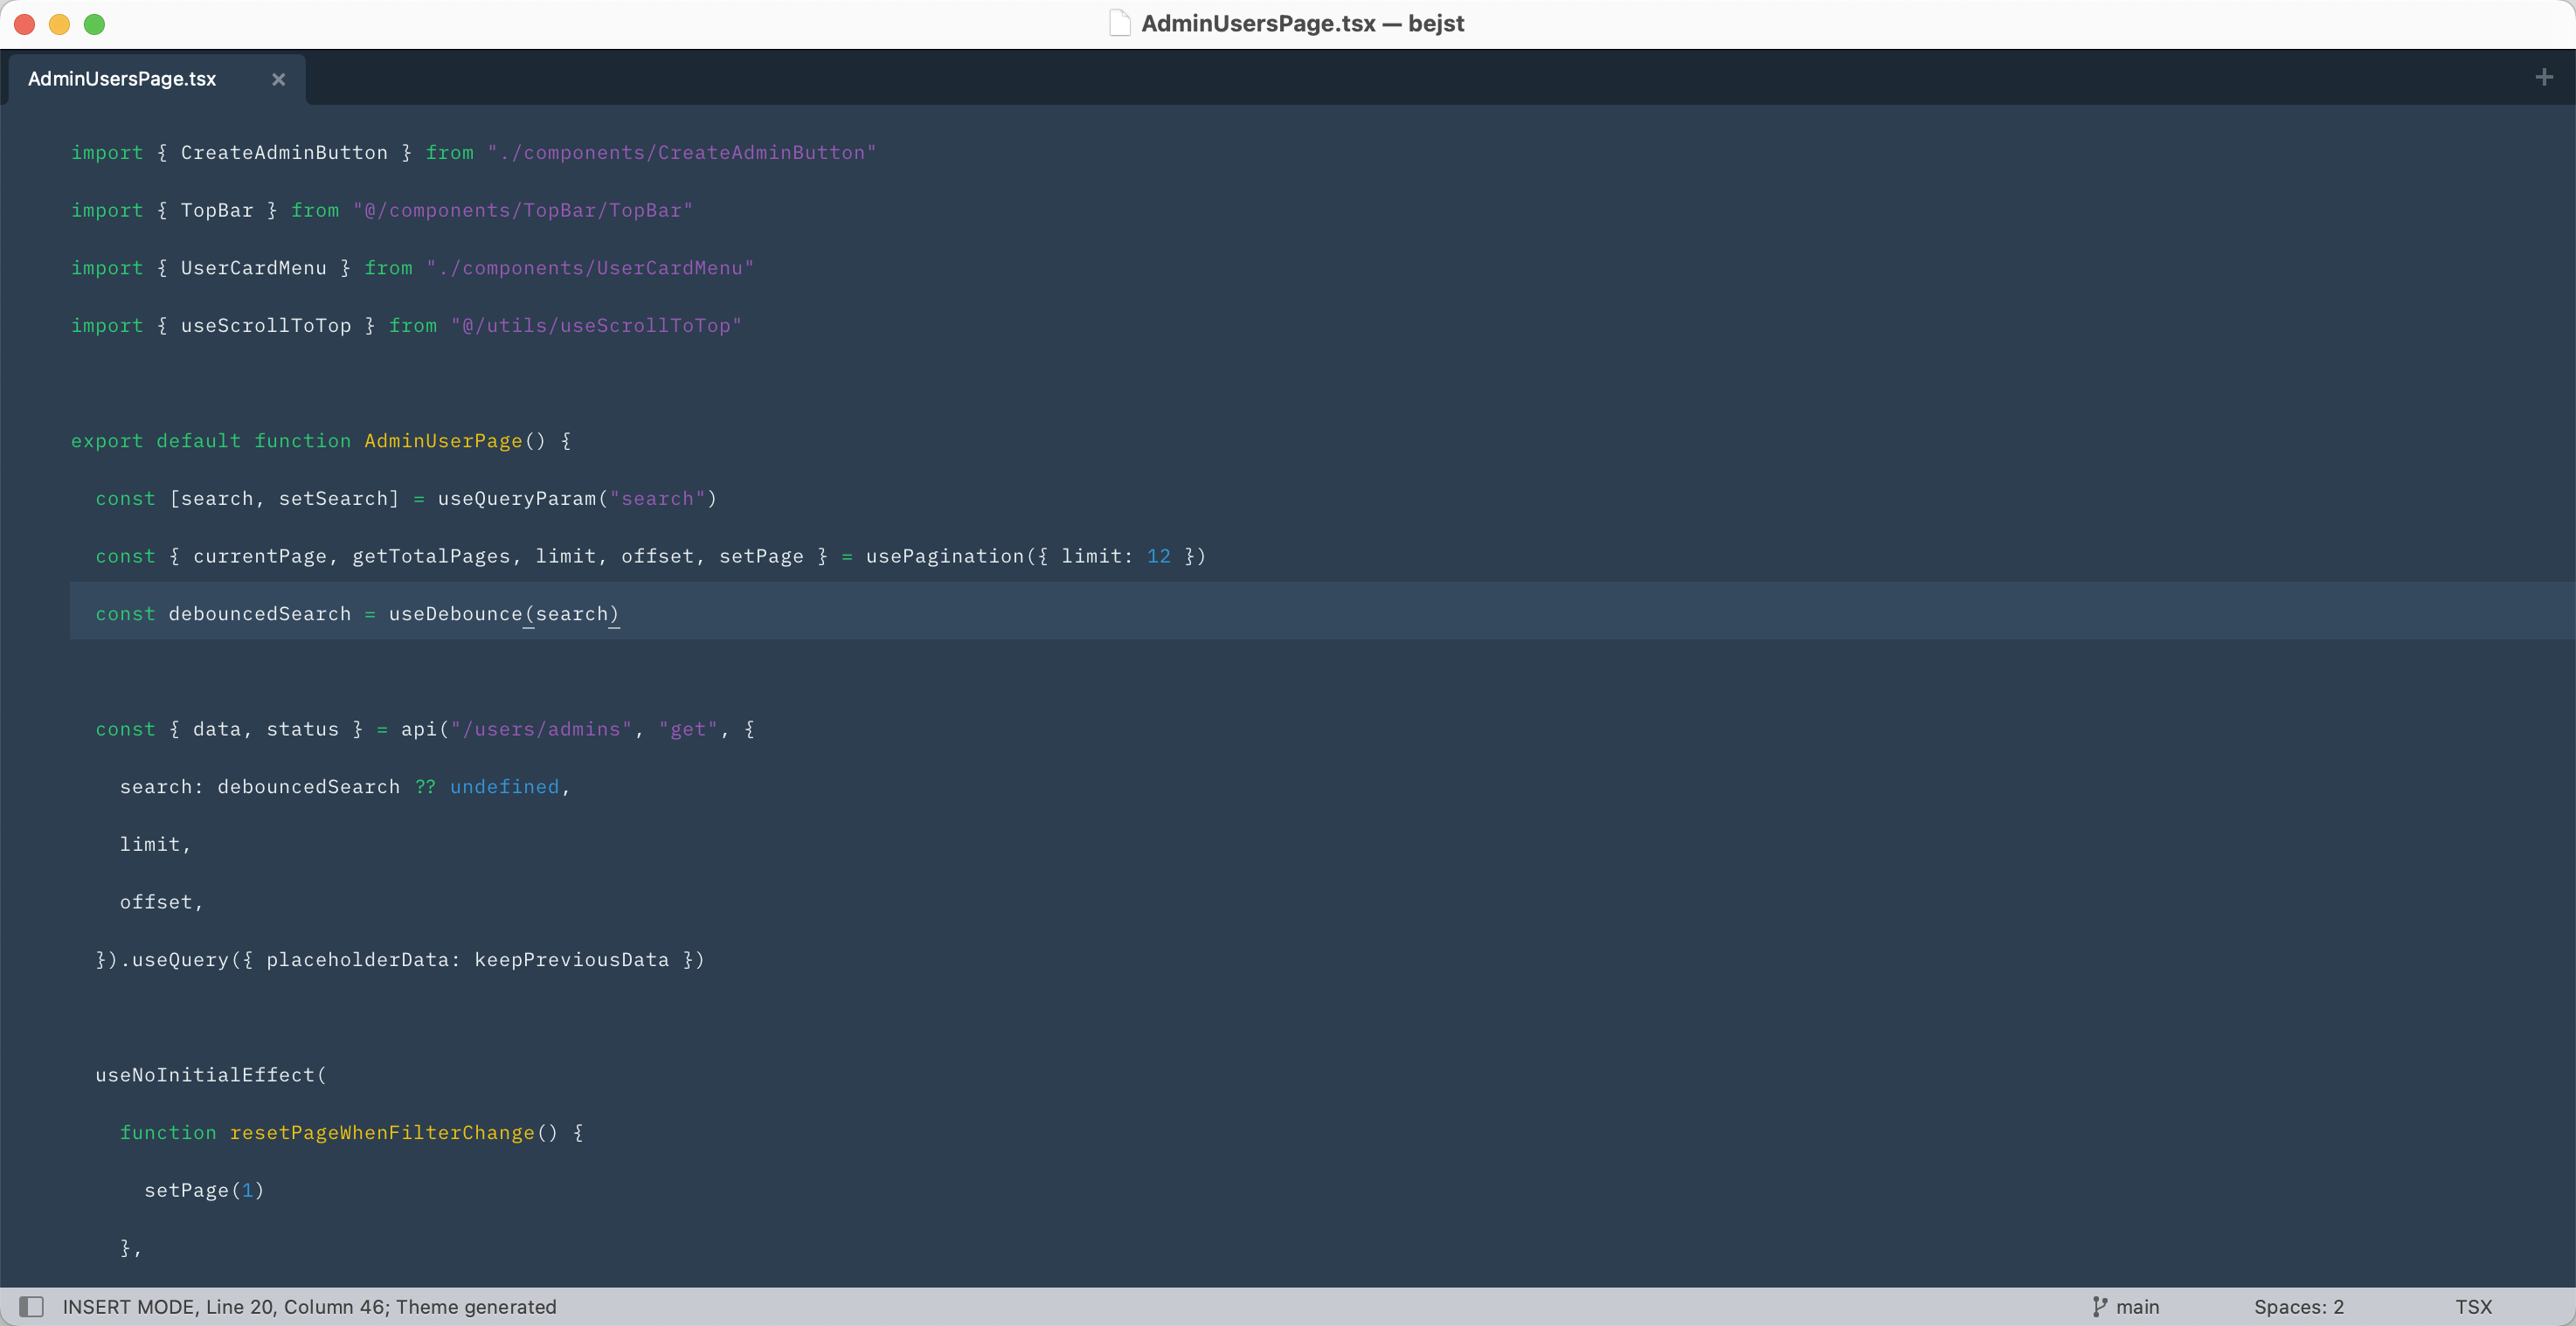 AdminUsersPage.tsx — bejst
AdminUsersPage.tsx
import { CreateAdminButton } from "./components/CreateAdminButton"
import { TopBar } from "@/components/TopBar/TopBar"
import { UserCardMenu } from "./components/UserCardMenu"
import { useScrollToTop } from "@/utils/useScrollToTop"
export default function AdminUserPage() {
const [search, setSearch] = useQueryParam("search")
const { currentPage, getTotalPages, limit, offset, setPage } = usePagination({ limit: 12 })
const debouncedSearch = useDebounce(search)
const { data, status } = api("/users/admins", "get", {
search: debouncedSearch ?? undefined,
limit,
offset,
}).useQuery({ placeholderData: keepPreviousData })
useNoInitialEffect(
function resetPageWhenFilterChange() {
setPage(1)
},
INSERT MODE, Line 20, Column 46; Theme generated
main
Spaces: 2
TSX